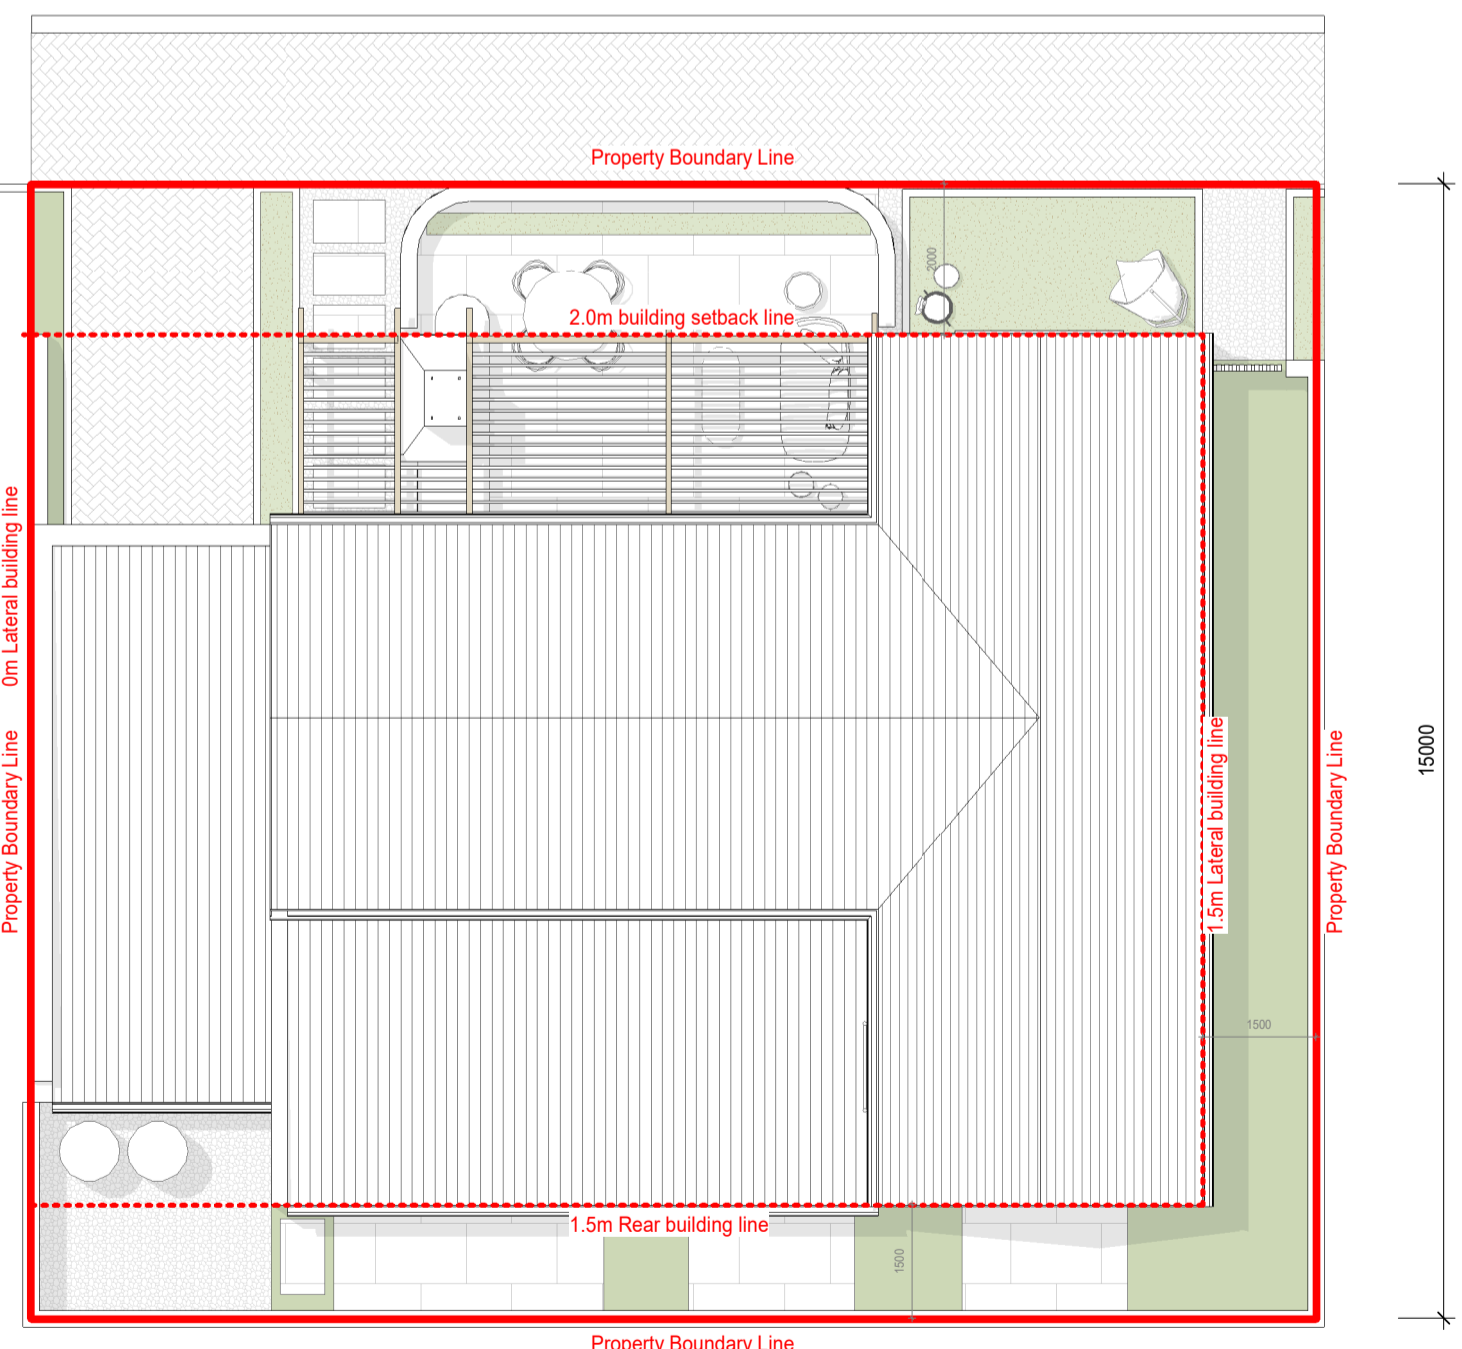 Property Boundary Line
2000
2.0m building setback line
0m Lateral building line
Property Boundary Line
1.5m Lateral building line
Property Boundary Line
15000
1500
1.5m Rear building line
1500
Property Boundary Line